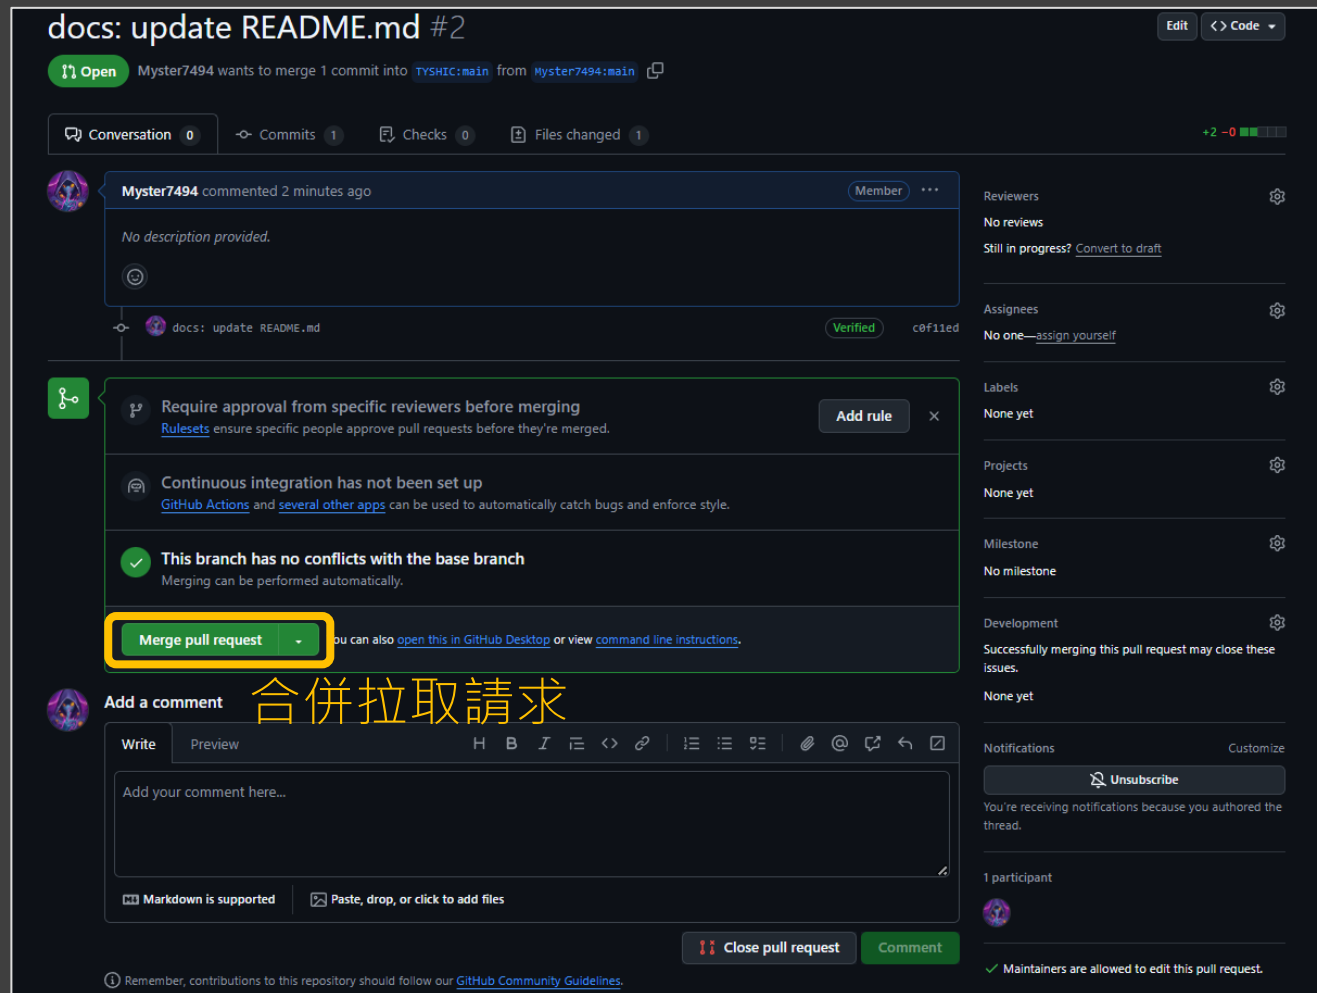 docs: update README.md #2
Edit
Code
Open
Myster7494 wants to merge 1 commit into TYSHIC:main from Myster7494:main
Conversation 0
Commits 1
Checks 0
Files changed 1
+2 −0
Myster7494 commented 2 minutes ago
Member
No description provided.
docs: update README.md
Verified
c0f11ed
Require approval from specific reviewers before merging
Rulesets ensure specific people approve pull requests before they're merged.
Add rule
Continuous integration has not been set up
GitHub Actions and several other apps can be used to automatically catch bugs and enforce style.
This branch has no conflicts with the base branch
Merging can be performed automatically.
Merge pull request
ou can also open this in GitHub Desktop or view command line instructions.
合併拉取請求
Add a comment
Write
Preview
Add your comment here...
Markdown is supported
Paste, drop, or click to add files
Close pull request
Comment
Remember, contributions to this repository should follow our GitHub Community Guidelines.
Reviewers
No reviews
Still in progress? Convert to draft
Assignees
No one—assign yourself
Labels
None yet
Projects
None yet
Milestone
No milestone
Development
Successfully merging this pull request may close these
issues.
None yet
Notifications
Customize
Unsubscribe
You're receiving notifications because you authored the
thread.
1 participant
Maintainers are allowed to edit this pull request.